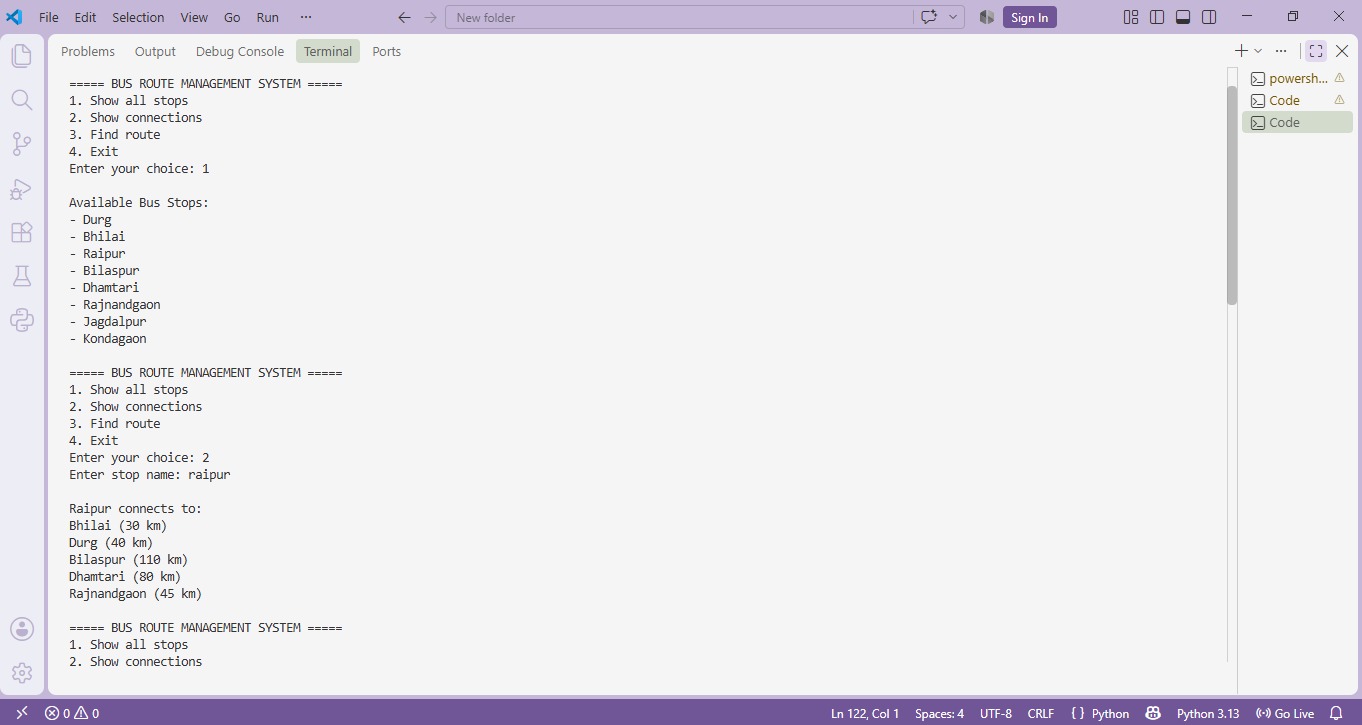 File Edit Selection View Go Run ··· New folder Sign In
Problems Output Debug Console Terminal Ports
===== BUS ROUTE MANAGEMENT SYSTEM =====
1. Show all stops
2. Show connections
3. Find route
4. Exit
Enter your choice: 1
Available Bus Stops:
- Durg
- Bhilai
- Raipur
- Bilaspur
- Dhamtari
- Rajnandgaon
- Jagdalpur
- Kondagaon
===== BUS ROUTE MANAGEMENT SYSTEM =====
1. Show all stops
2. Show connections
3. Find route
4. Exit
Enter your choice: 2
Enter stop name: raipur
Raipur connects to:
Bhilai (30 km)
Durg (40 km)
Bilaspur (110 km)
Dhamtari (80 km)
Rajnandgaon (45 km)
===== BUS ROUTE MANAGEMENT SYSTEM =====
1. Show all stops
2. Show connections
powersh...
Code
Code
0 0 Ln 122, Col 1 Spaces: 4 UTF-8 CRLF { } Python Python 3.13 Go Live